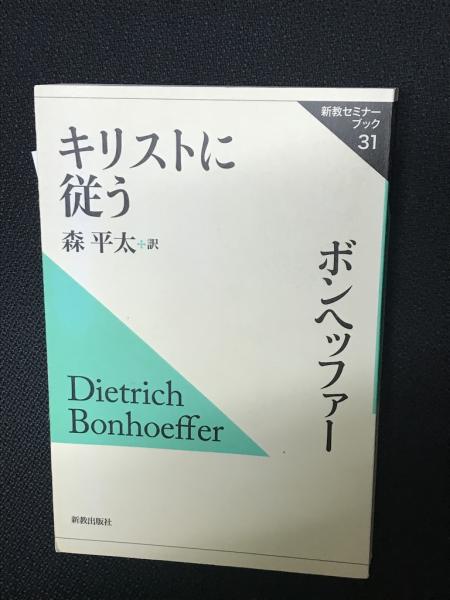 新教セミナー
ブック
31
キリストに
従う
森 平太✢訳
ボンヘッファー
Dietrich
Bonhoeffer
新教出版社